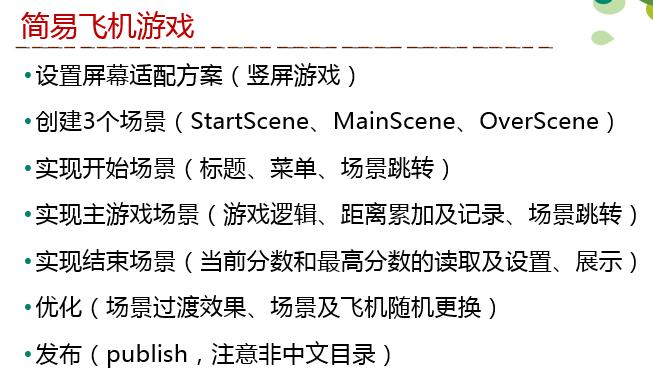 简易飞机游戏
•设置屏幕适配方案（竖屏游戏）
•创建3个场景（StartScene、MainScene、OverScene）
•实现开始场景（标题、菜单、场景跳转）
•实现主游戏场景（游戏逻辑、距离累加及记录、场景跳转）
•实现结束场景（当前分数和最高分数的读取及设置、展示）
•优化（场景过渡效果、场景及飞机随机更换）
•发布（publish，注意非中文目录）